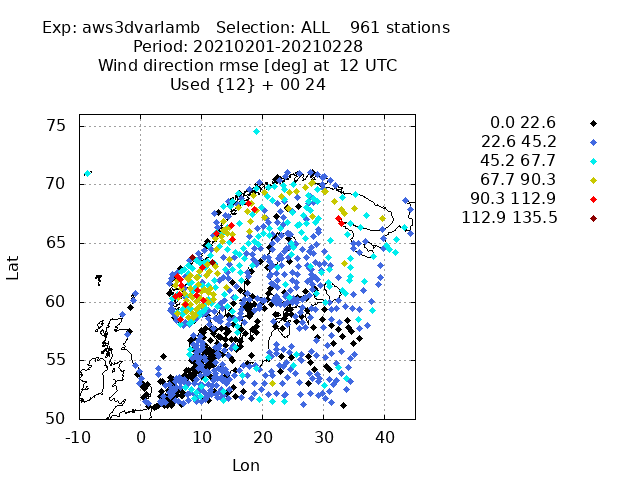 Exp: aws3dvarlamb   Selection: ALL    961 stations
Period: 20210201-20210228
Wind direction rmse [deg] at  12 UTC
Used {12} + 00 24
0.0 22.6
22.6 45.2
45.2 67.7
67.7 90.3
90.3 112.9
112.9 135.5
75
70
65
60
55
50
Lat
-10 0 10 20 30 40
Lon